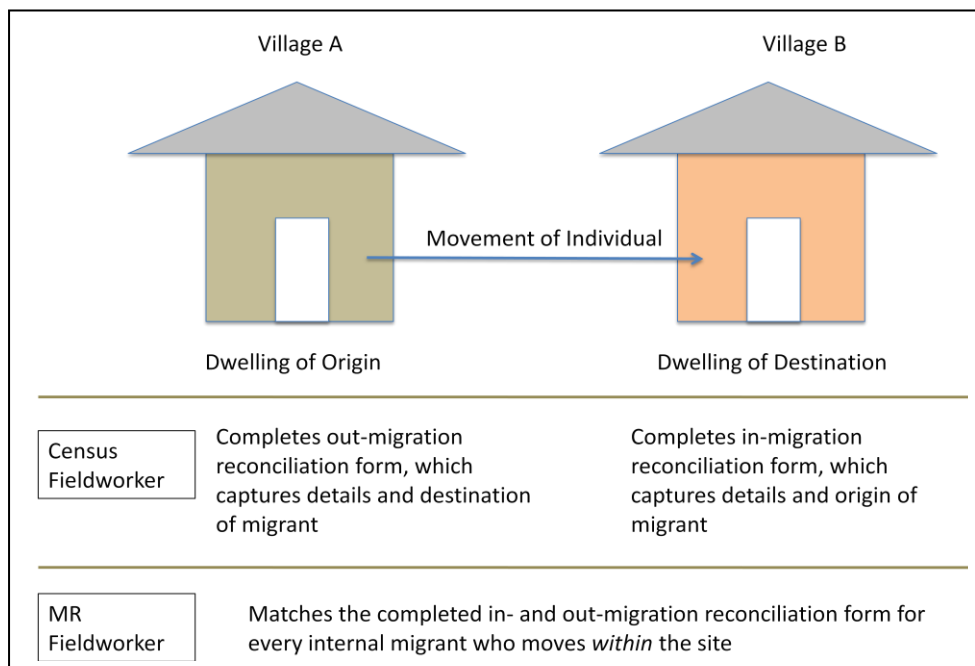 Village A
Village B
Movement of Individual
Dwelling of Origin
Dwelling of Destination
Census
Fieldworker
Completes out-migration
reconciliation form, which
captures details and destination
of migrant
Completes in-migration
reconciliation form, which
captures details and origin of
migrant
MR
Fieldworker
Matches the completed in- and out-migration reconciliation form for
every internal migrant who moves within the site